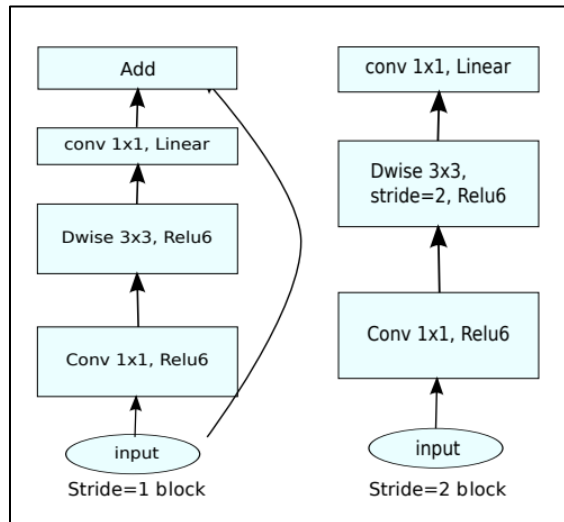 Add
conv 1x1, Linear
Dwise 3x3, Relu6
Conv 1x1, Relu6
input
Stride=1 block
conv 1x1, Linear
Dwise 3x3,
stride=2, Relu6
Conv 1x1, Relu6
input
Stride=2 block